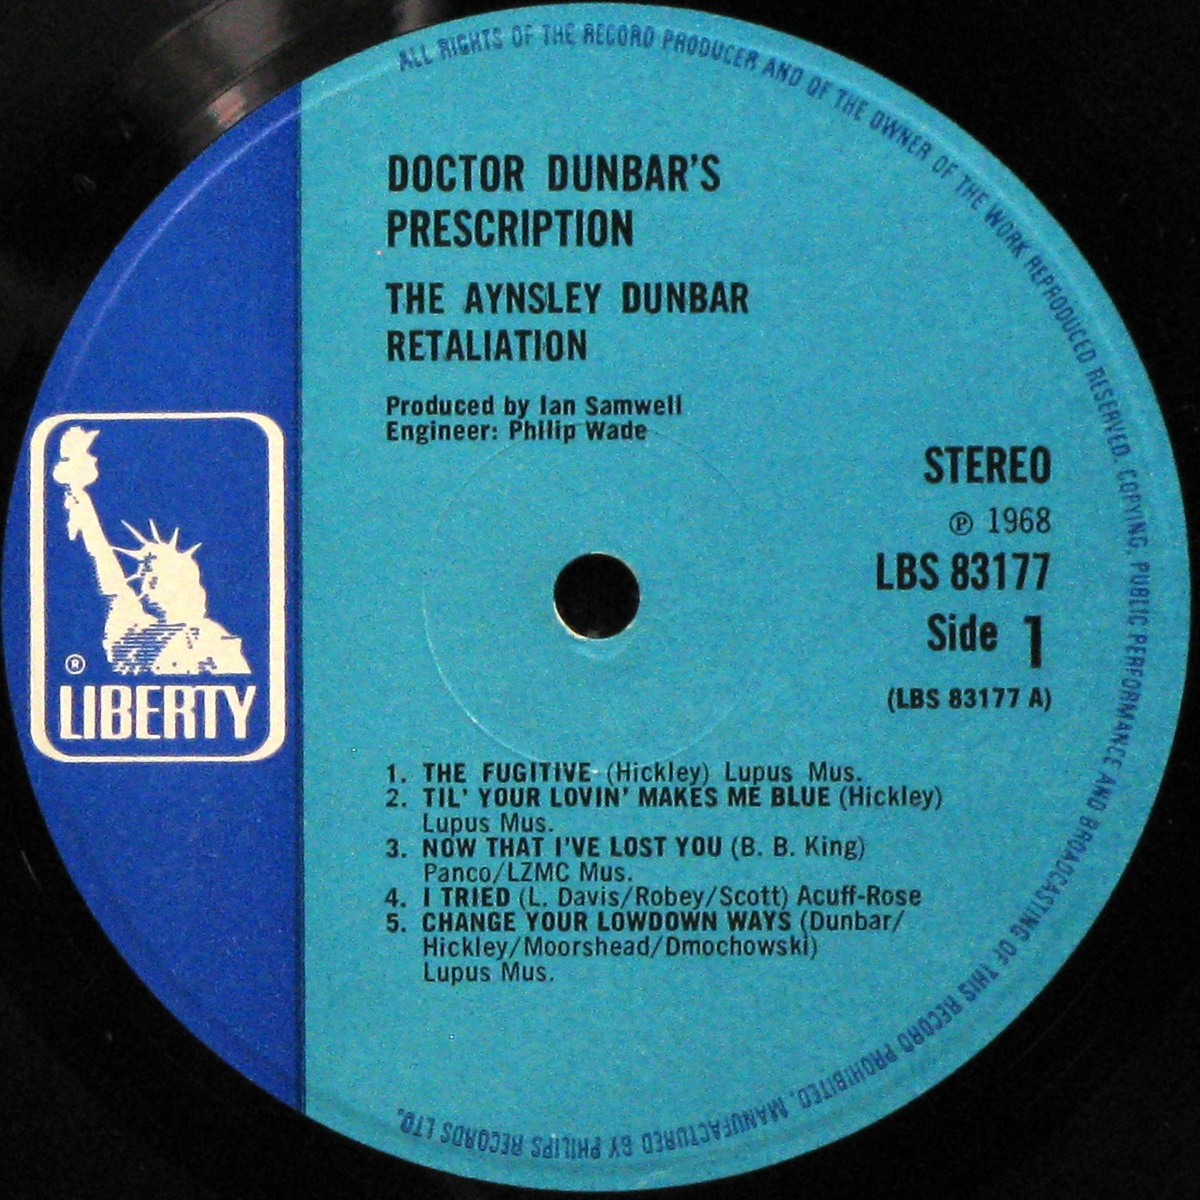 ALL RIGHTS OF THE RECORD PRODUCER AND OF THE OWNER OF THE WORK REPRODUCED RESERVED. COPYING, PUBLIC PERFORMANCE AND BROADCASTING OF THIS RECORD PROHIBITED. MANUFACTURED BY PHILIPS RECORDS LTD.
DOCTOR DUNBAR'S
PRESCRIPTION
THE AYNSLEY DUNBAR
RETALIATION
Produced by Ian Samwell
Engineer: Philip Wade
STEREO
℗ 1968
LBS 83177
Side 1
(LBS 83177 A)
®
LIBERTY
1. THE FUGITIVE (Hickley) Lupus Mus.
2. TIL' YOUR LOVIN' MAKES ME BLUE (Hickley)
Lupus Mus.
3. NOW THAT I'VE LOST YOU (B. B. King)
Panco/LZMC Mus.
4. I TRIED (L. Davis/Robey/Scott) Acuff-Rose
5. CHANGE YOUR LOWDOWN WAYS (Dunbar/
Hickley/Moorshead/Dmochowski)
Lupus Mus.